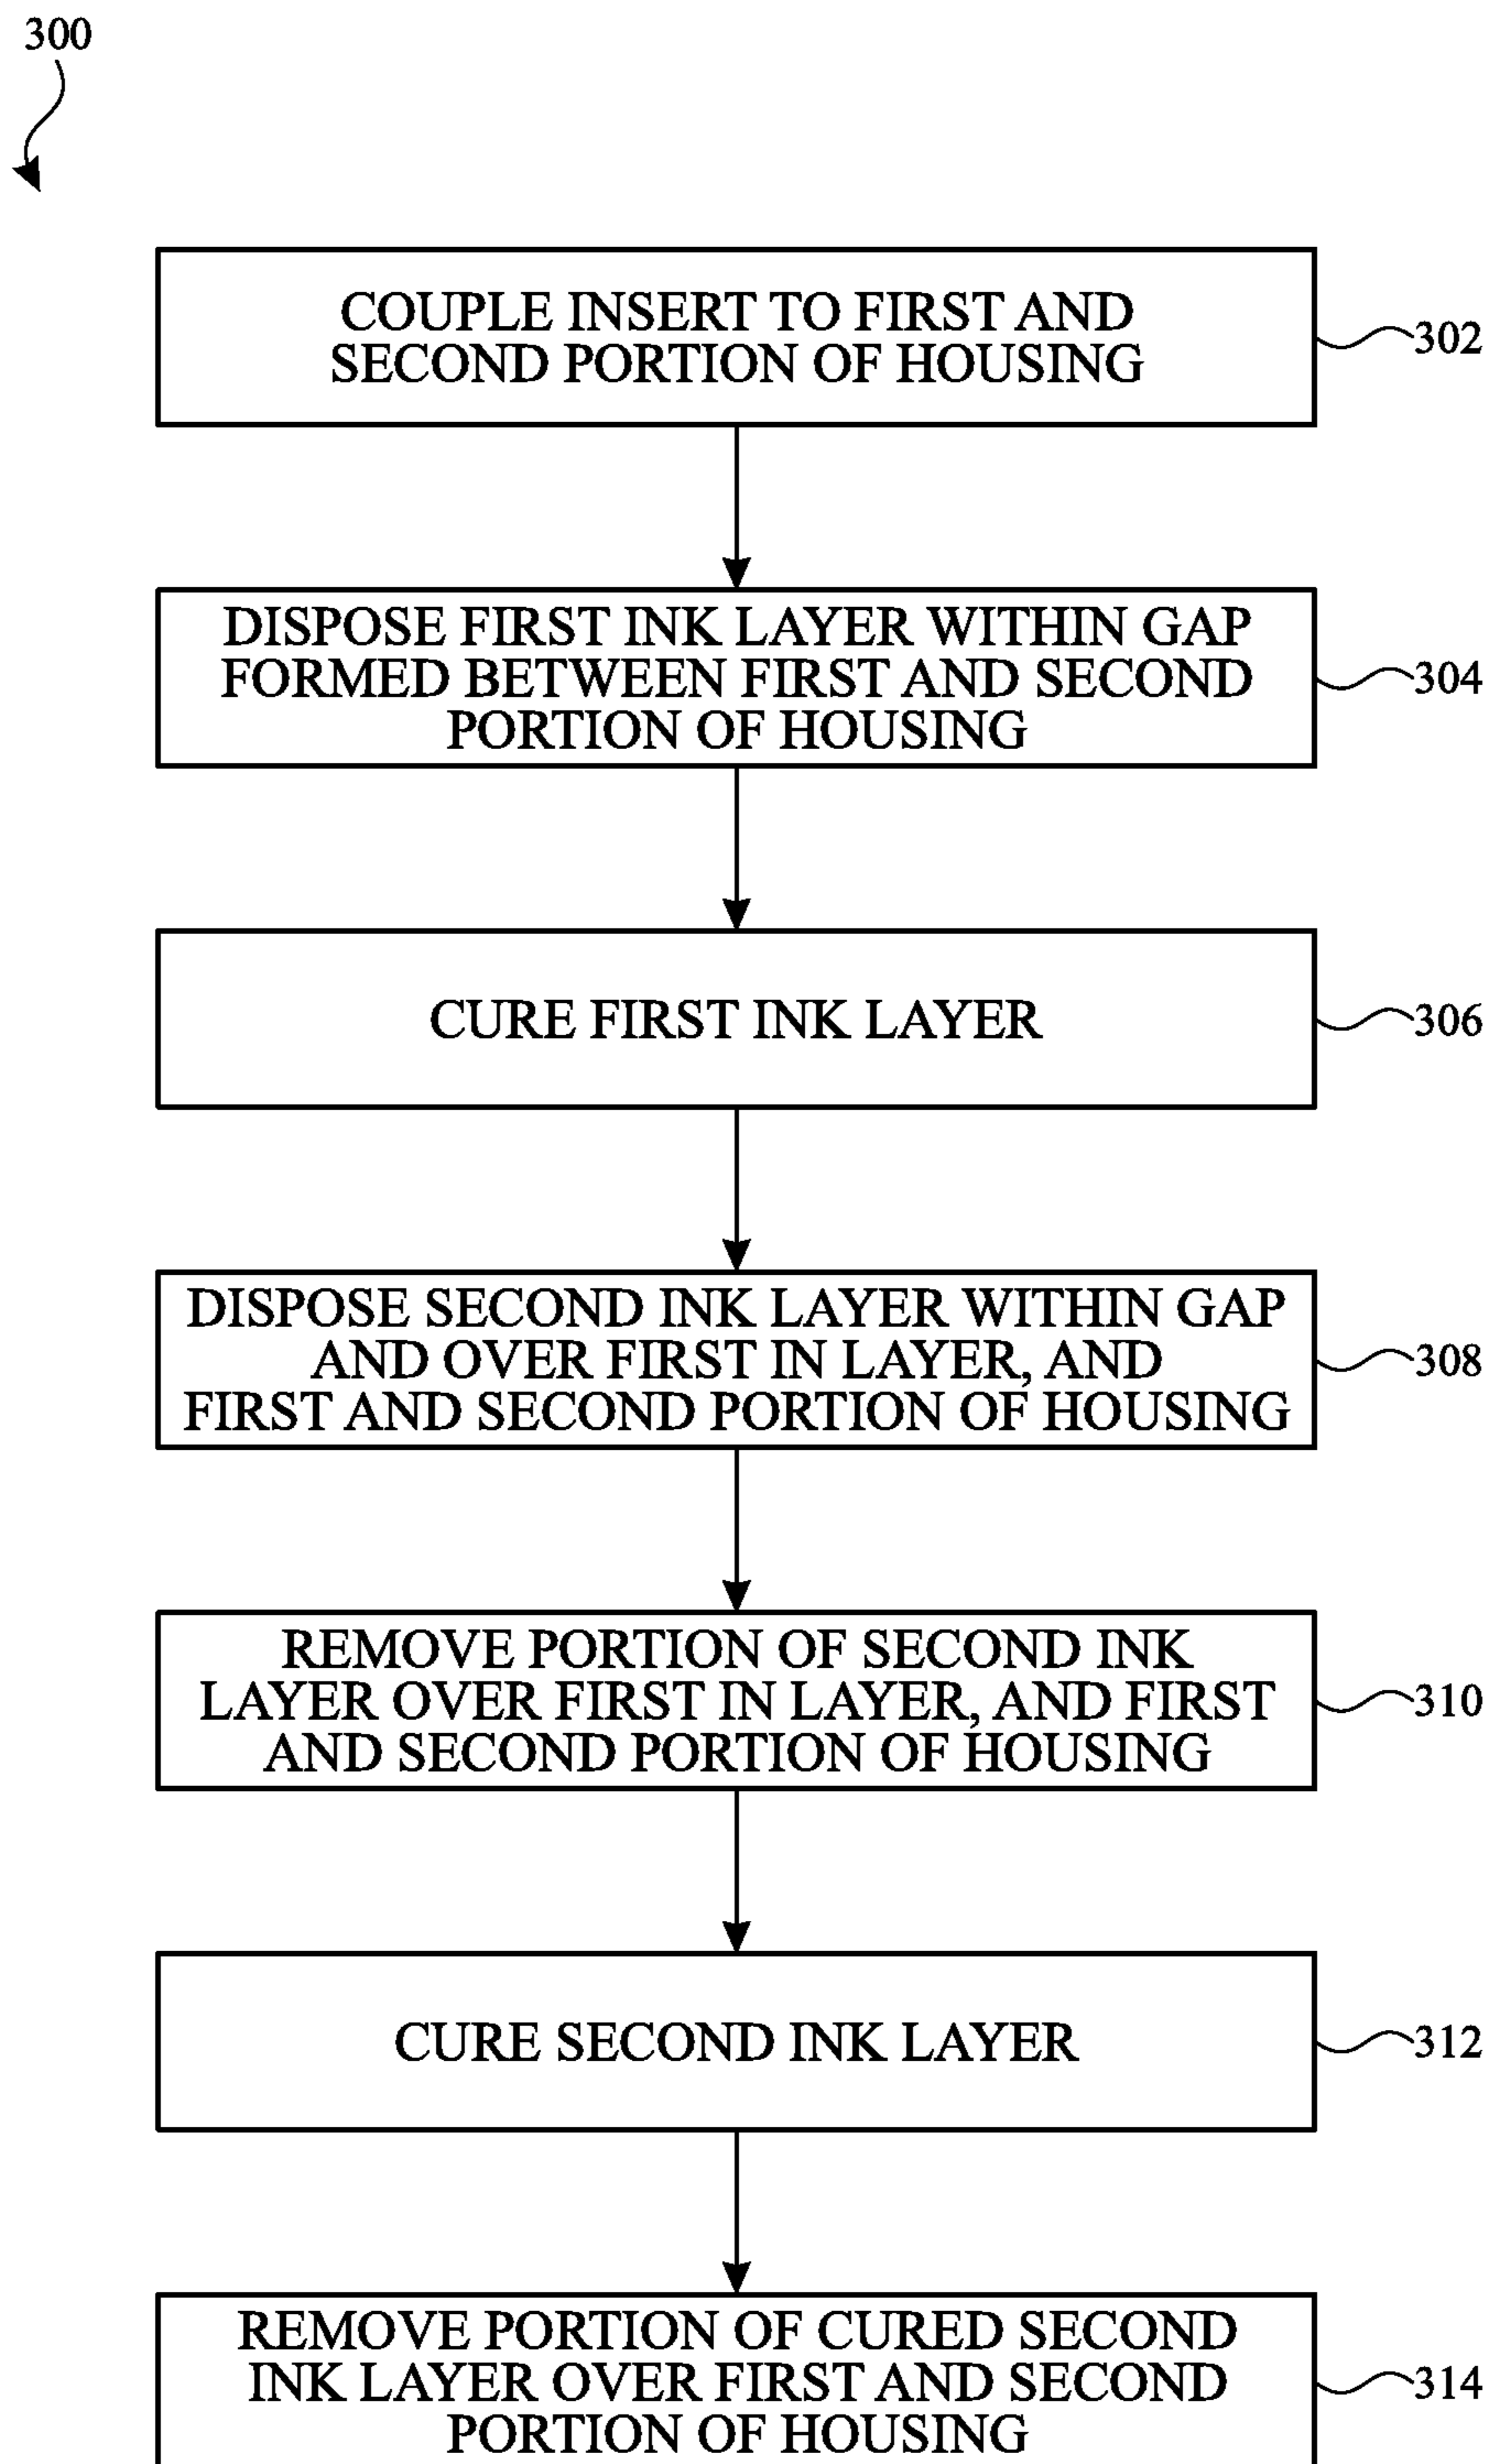 300
COUPLE INSERT TO FIRST AND
SECOND PORTION OF HOUSING
302
DISPOSE FIRST INK LAYER WITHIN GAP
FORMED BETWEEN FIRST AND SECOND
PORTION OF HOUSING
304
CURE FIRST INK LAYER
306
DISPOSE SECOND INK LAYER WITHIN GAP
AND OVER FIRST IN LAYER, AND
FIRST AND SECOND PORTION OF HOUSING
308
REMOVE PORTION OF SECOND INK
LAYER OVER FIRST IN LAYER, AND FIRST
AND SECOND PORTION OF HOUSING
310
CURE SECOND INK LAYER
312
REMOVE PORTION OF CURED SECOND
INK LAYER OVER FIRST AND SECOND
PORTION OF HOUSING
314